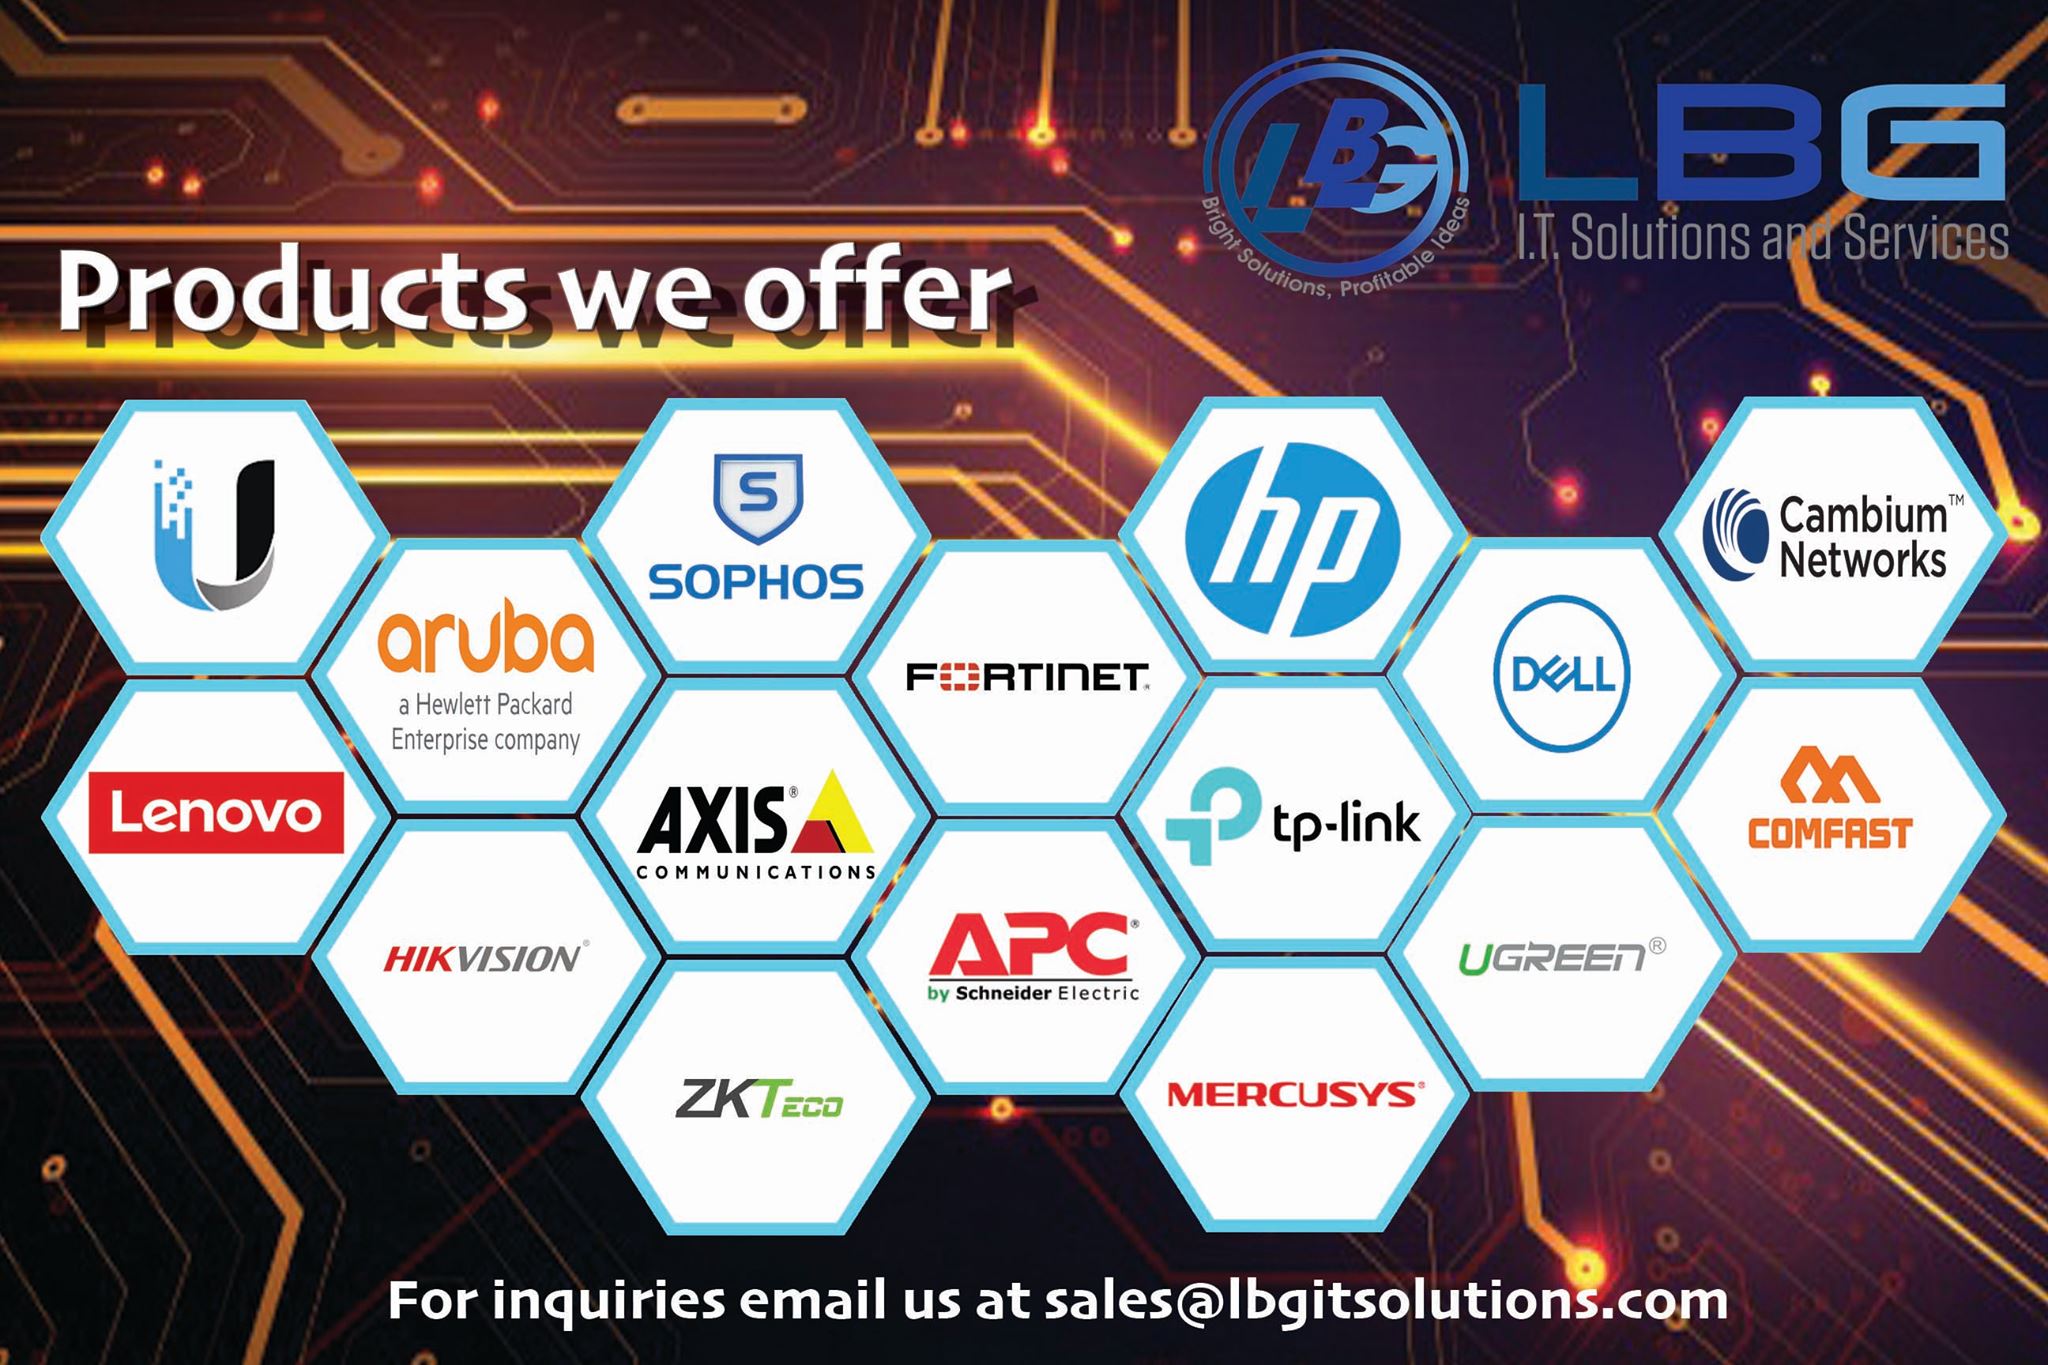 LBG
Bright Solutions, Profitable Ideas
LBG
I.T. Solutions and Services
Products we offer
U
S
SOPHOS
hp
Cambium™
Networks
aruba
a Hewlett Packard
Enterprise company
FORTINET®
DELL
Lenovo
AXIS®
COMMUNICATIONS
tp-link
COMFAST
HIKVISION®
APC®
by Schneider Electric
UGREEN®
ZKTECO
MERCUSYS®
For inquiries email us at sales@lbgitsolutions.com